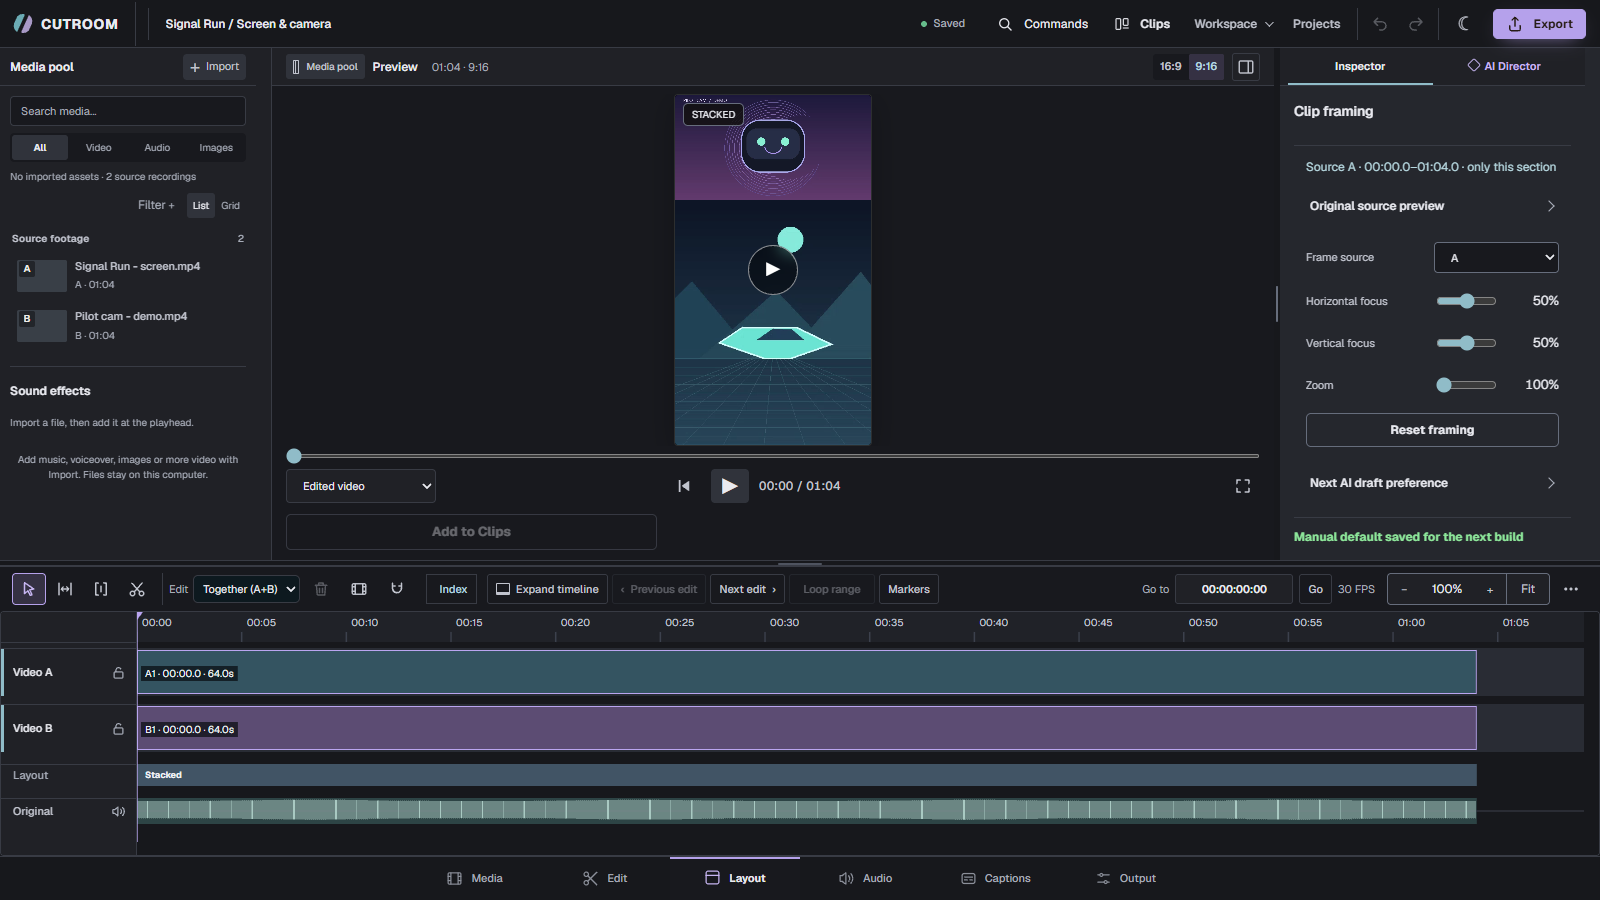 CUTROOM
Signal Run / Screen & camera
Saved
Commands
Clips
Workspace
Projects
Export
Media pool
+ Import
Search media...
All
Video
Audio
Images
No imported assets · 2 source recordings
Filter +
List
Grid
Source footage
2
A
Signal Run - screen.mp4
A · 01:04
B
Pilot cam - demo.mp4
B · 01:04
Sound effects
Import a file, then add it at the playhead.
Add music, voiceover, images or more video with
Import. Files stay on this computer.
Media pool
Preview
01:04 · 9:16
16:9
9:16
STACKED
Edited video
00:00 / 01:04
Add to Clips
Inspector
AI Director
Clip framing
Source A · 00:00.0–01:04.0 · only this section
Original source preview
Frame source
A
Horizontal focus
50%
Vertical focus
50%
Zoom
100%
Reset framing
Next AI draft preference
Manual default saved for the next build
Edit
Together (A+B)
Index
Expand timeline
‹ Previous edit
Next edit ›
Loop range
Markers
Go to
00:00:00:00
Go
30 FPS
−
100%
+
Fit
00:00
00:05
00:10
00:15
00:20
00:25
00:30
00:35
00:40
00:45
00:50
00:55
01:00
01:05
Video A
A1 · 00:00.0 · 64.0s
Video B
B1 · 00:00.0 · 64.0s
Layout
Stacked
Original
Media
Edit
Layout
Audio
Captions
Output